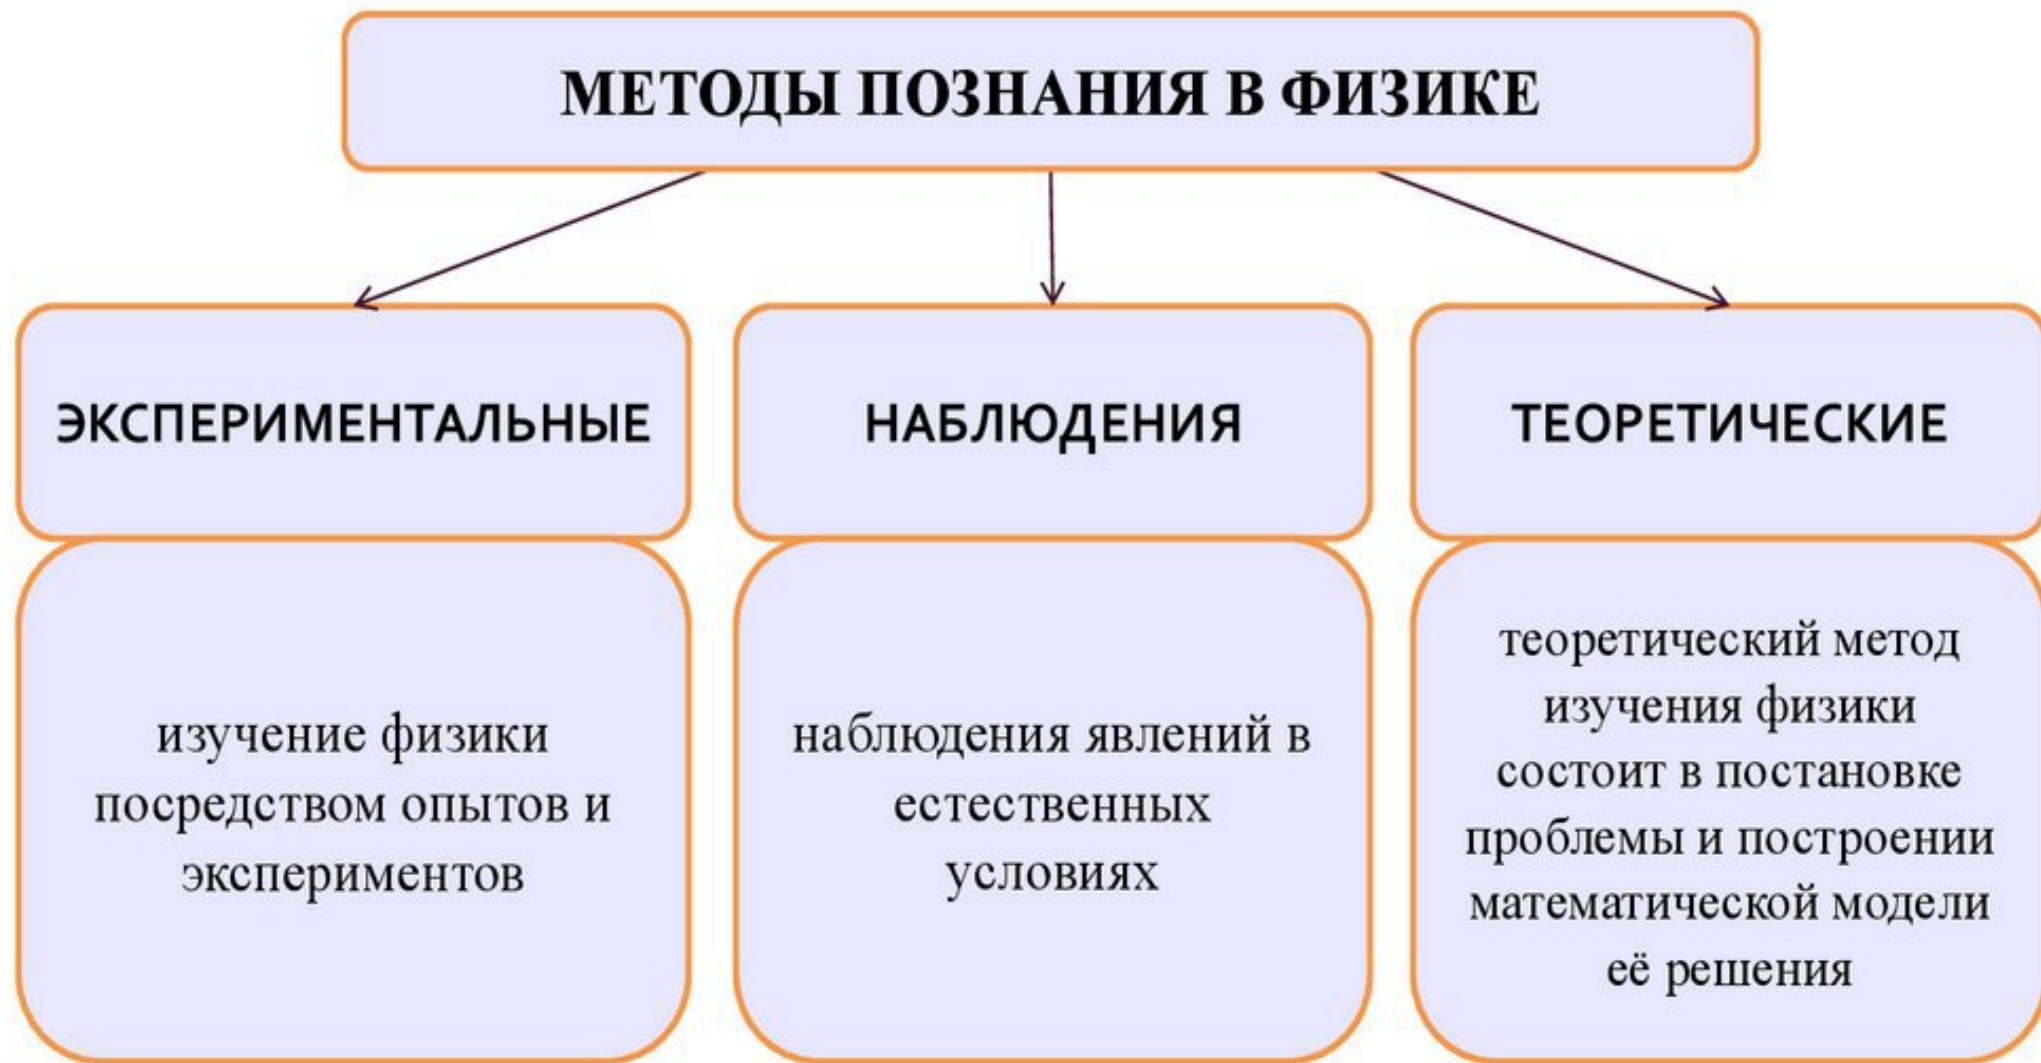 МЕТОДЫ ПОЗНАНИЯ В ФИЗИКЕ
ЭКСПЕРИМЕНТАЛЬНЫЕ
изучение физики
посредством опытов и
экспериментов
НАБЛЮДЕНИЯ
наблюдения явлений в
естественных
условиях
ТЕОРЕТИЧЕСКИЕ
теоретический метод
изучения физики
состоит в постановке
проблемы и построении
математической модели
её решения